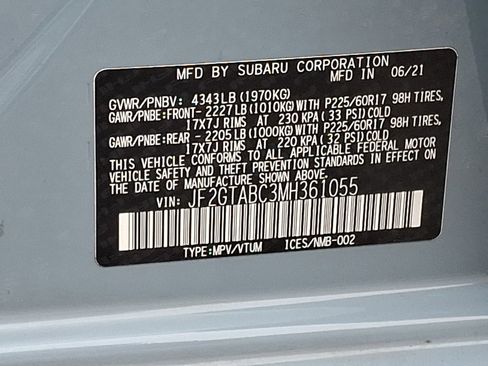 MFD BY SUBARU CORPORATION
MFD IN 06/21
GVWR/PNBV: 4343LB(1970KG)
GAWR/PNBE:FRONT- 2227LB(1010KG)WITH P225/60R17 98H TIRES,
17X7J RIMS AT 230 KPA(33 PSI)COLD
GAWR/PNBE:REAR - 2205LB(1000KG)WITH P225/60R17 98H TIRES,
17X7J RIMS AT 220 KPA(32 PSI)COLD
THIS VEHICLE CONFORMS TO ALL APPLICABLE FEDERAL MOTOR
VEHICLE SAFETY AND THEFT PREVENTION STANDARDS IN EFFECT
ON THE DATE OF MANUFACTURE SHOWN ABOVE.
VIN: JF2GTABC3MH361055
TYPE:MPV/VTUM ICES/NMB-002